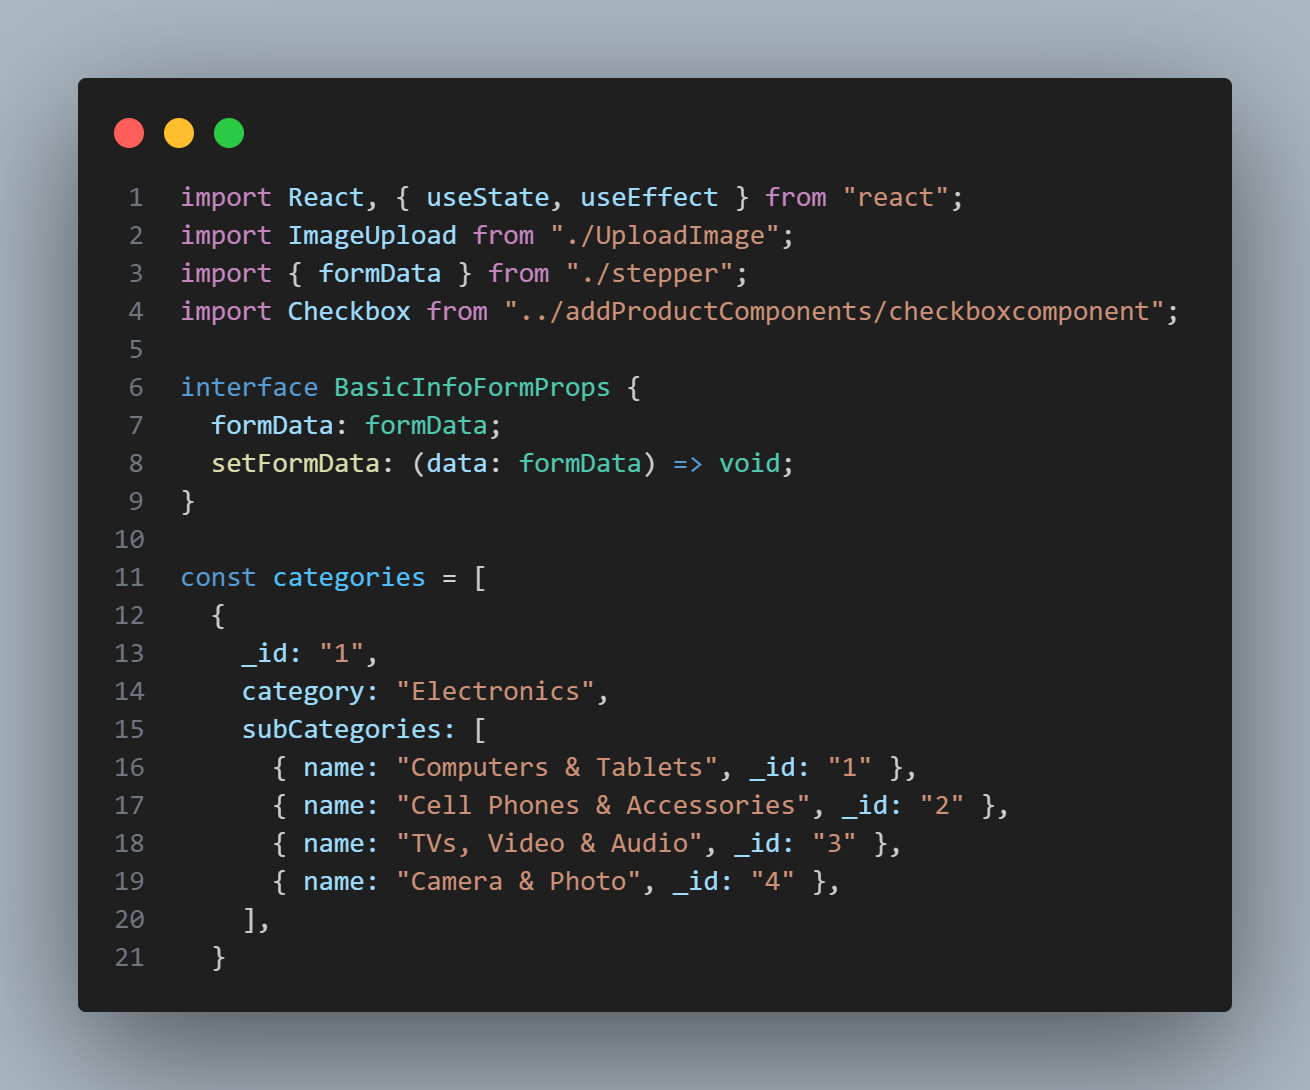 1 import React, { useState, useEffect } from "react";
2 import ImageUpload from "./UploadImage";
3 import { formData } from "./stepper";
4 import Checkbox from "../addProductComponents/checkboxcomponent";
5
6 interface BasicInfoFormProps {
7   formData: formData;
8   setFormData: (data: formData) => void;
9 }
10
11 const categories = [
12   {
13     _id: "1",
14     category: "Electronics",
15     subCategories: [
16       { name: "Computers & Tablets", _id: "1" },
17       { name: "Cell Phones & Accessories", _id: "2" },
18       { name: "TVs, Video & Audio", _id: "3" },
19       { name: "Camera & Photo", _id: "4" },
20     ],
21   }